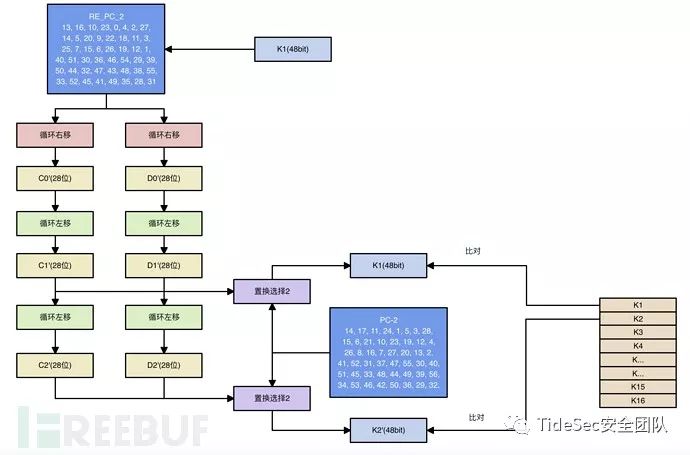 RE_PC_2
13, 16, 10, 23, 0, 4, 2, 27,
14, 5, 20, 9, 22, 18, 11, 3,
25, 7, 15, 6, 26, 19, 12, 1,
40, 51, 30, 36, 46, 54, 29, 39,
50, 44, 32, 47, 43, 48, 38, 55,
33, 52, 45, 41, 49, 35, 28, 31
K1(48bit)
循环右移
循环右移
C0'(28位)
D0'(28位)
循环左移
循环左移
C1'(28位)
D1'(28位)
K1(48bit)
比对
置换选择2
循环左移
循环左移
PC-2
14, 17, 11, 24, 1, 5, 3, 28,
15, 6, 21, 10, 23, 19, 12, 4,
26, 8, 16, 7, 27, 20, 13, 2,
41, 52, 31, 37, 47, 55, 30, 40,
51, 45, 33, 48, 44, 49, 39, 56,
34, 53, 46, 42, 50, 36, 29, 32,
K1
K2
K3
K4
K...
K...
K15
K16
C2'(28位)
D2'(28位)
置换选择2
K2'(48bit)
比对
FREEBUF
TideSec安全团队